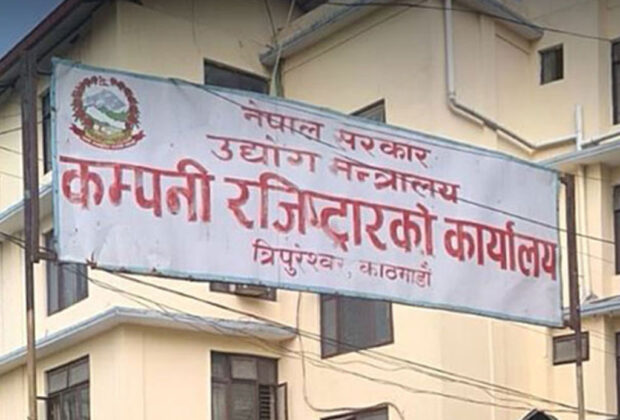 नेपाल सरकार
उद्योग मन्त्रालय
कम्पनी रजिष्ट्रारको कार्यालय
त्रिपुरेश्वर, काठमाडौं